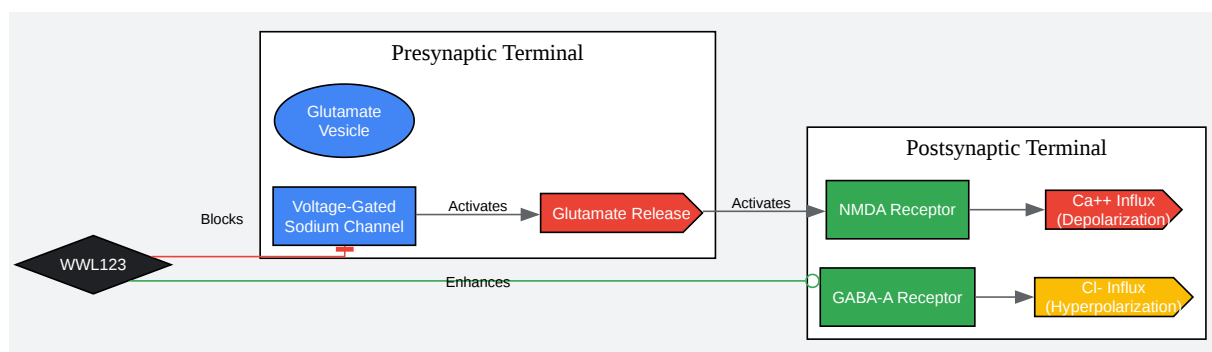 Presynaptic Terminal
Glutamate
Vesicle
Voltage-Gated
Sodium Channel
Activates
Glutamate Release
Activates
Blocks
WWL123
Enhances
Postsynaptic Terminal
NMDA Receptor
Ca++ Influx
(Depolarization)
GABA-A Receptor
Cl- Influx
(Hyperpolarization)